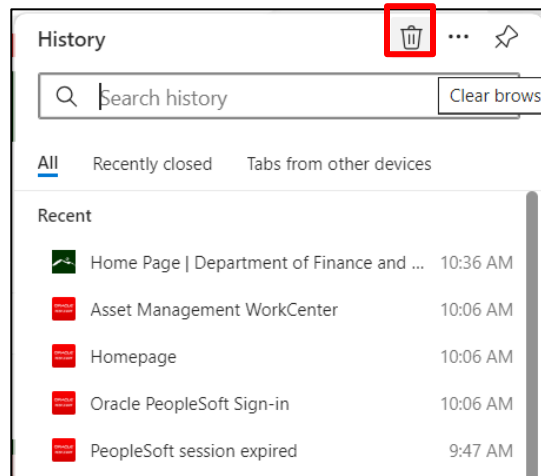 History
Search history
Clear brows
All Recently closed Tabs from other devices
Recent
Home Page | Department of Finance and ... 10:36 AM
Asset Management WorkCenter 10:06 AM
Homepage 10:06 AM
Oracle PeopleSoft Sign-in 10:06 AM
PeopleSoft session expired 9:47 AM